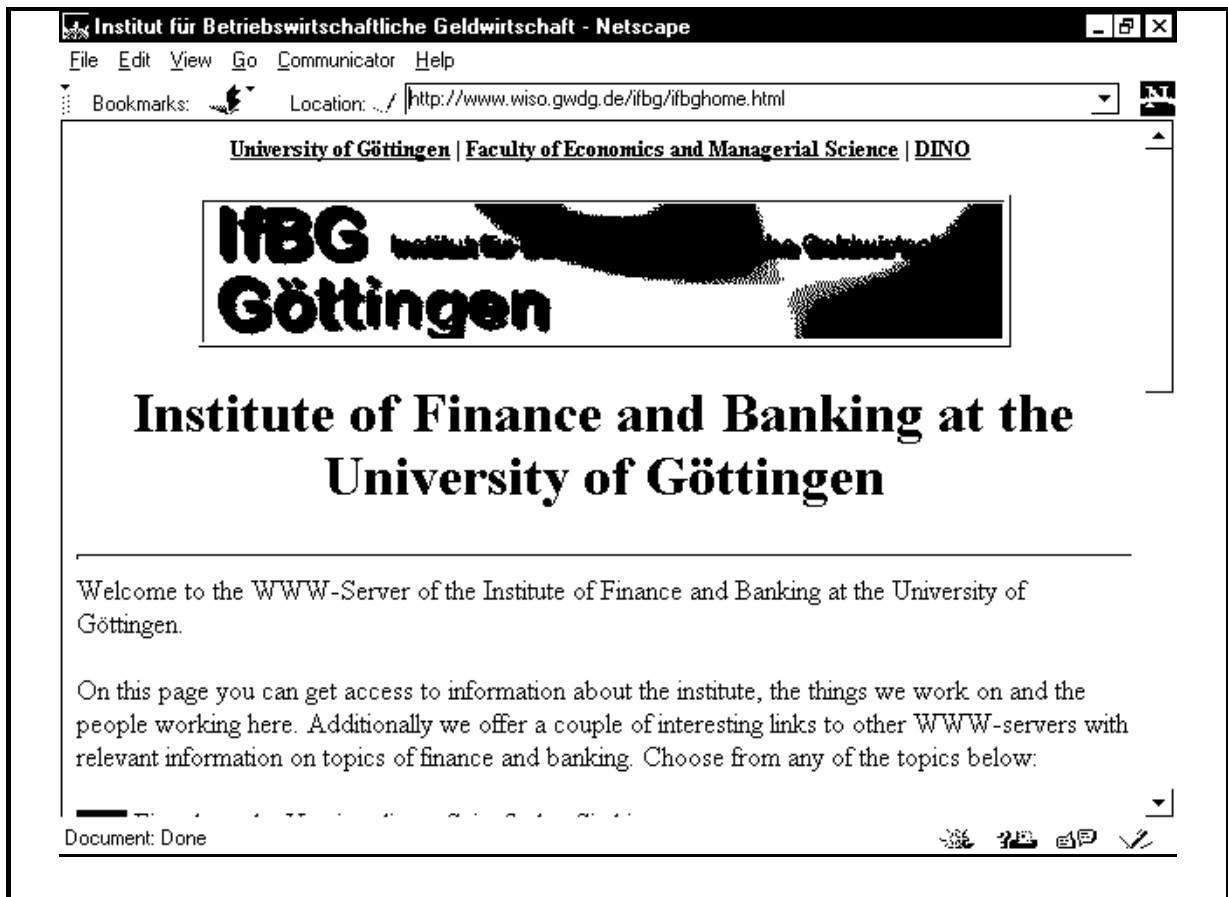 Institut für Betriebswirtschaftliche Geldwirtschaft - Netscape
File Edit View Go Communicator Help
Bookmarks: Location: http://www.wiso.gwdg.de/ifbg/ifbghome.html
University of Göttingen | Faculty of Economics and Managerial Science | DINO
IfBG Institut für
Göttingen
Institute of Finance and Banking at the
University of Göttingen
Welcome to the WWW-Server of the Institute of Finance and Banking at the University of
Göttingen.
On this page you can get access to information about the institute, the things we work on and the
people working here. Additionally we offer a couple of interesting links to other WWW-servers with
relevant information on topics of finance and banking. Choose from any of the topics below:
Document: Done